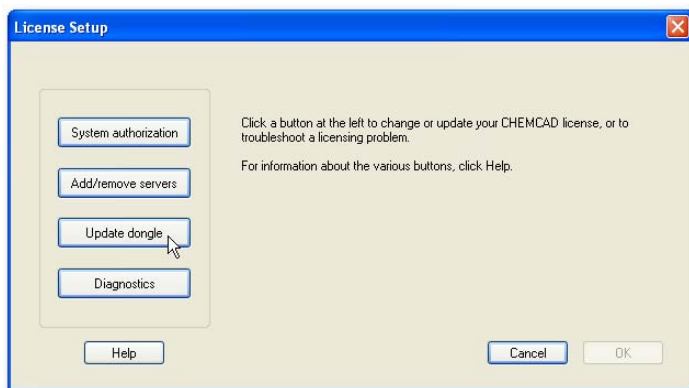 License Setup
System authorization
Click a button at the left to change or update your CHEMCAD license, or to
troubleshoot a licensing problem.
For information about the various buttons, click Help.
Add/remove servers
Update dongle
Diagnostics
Help
Cancel
OK